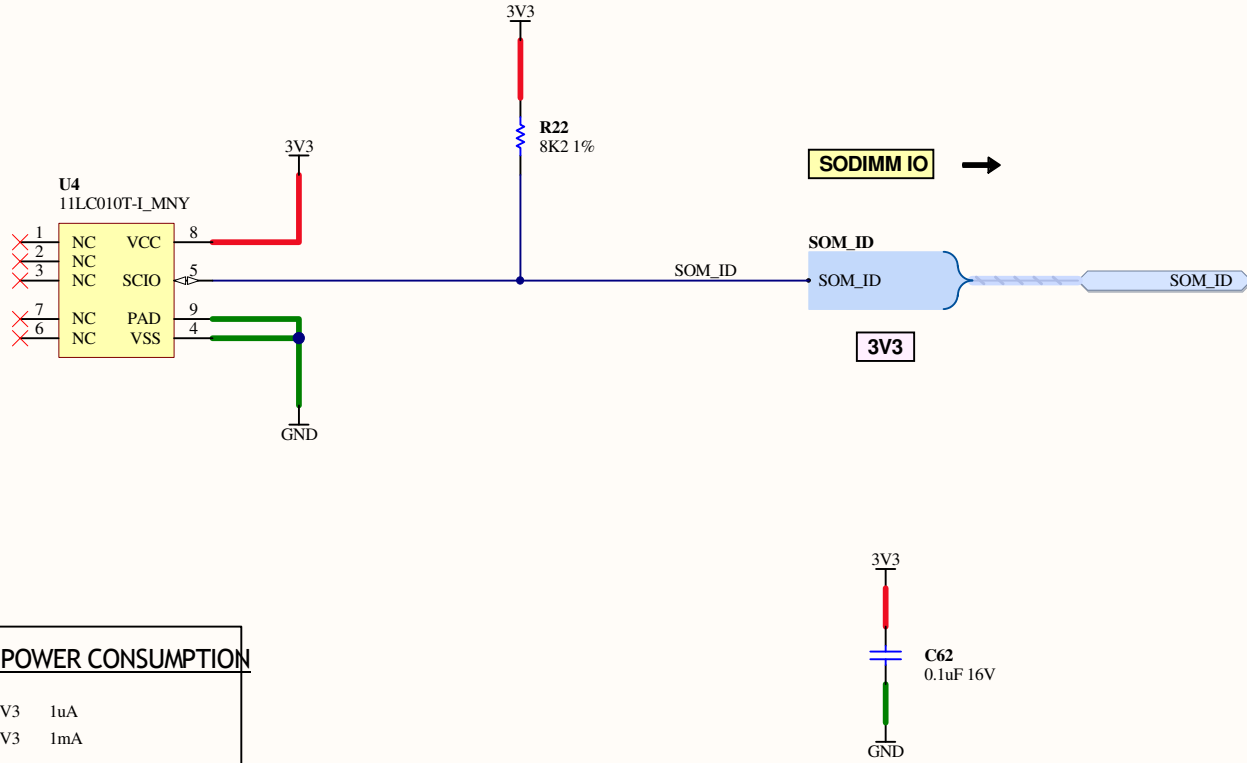 3V3
R22
8K2 1%
3V3
SODIMM IO
U4
11LC010T-I_MNY
1 NC VCC 8
2 NC
3 NC SCIO 5
7 NC PAD 9
6 NC VSS 4
GND
SOM_ID
SOM_ID
SOM_ID
SOM_ID
3V3
3V3
C62
0.1uF 16V
GND
POWER CONSUMPTION
V3 1uA
V3 1mA